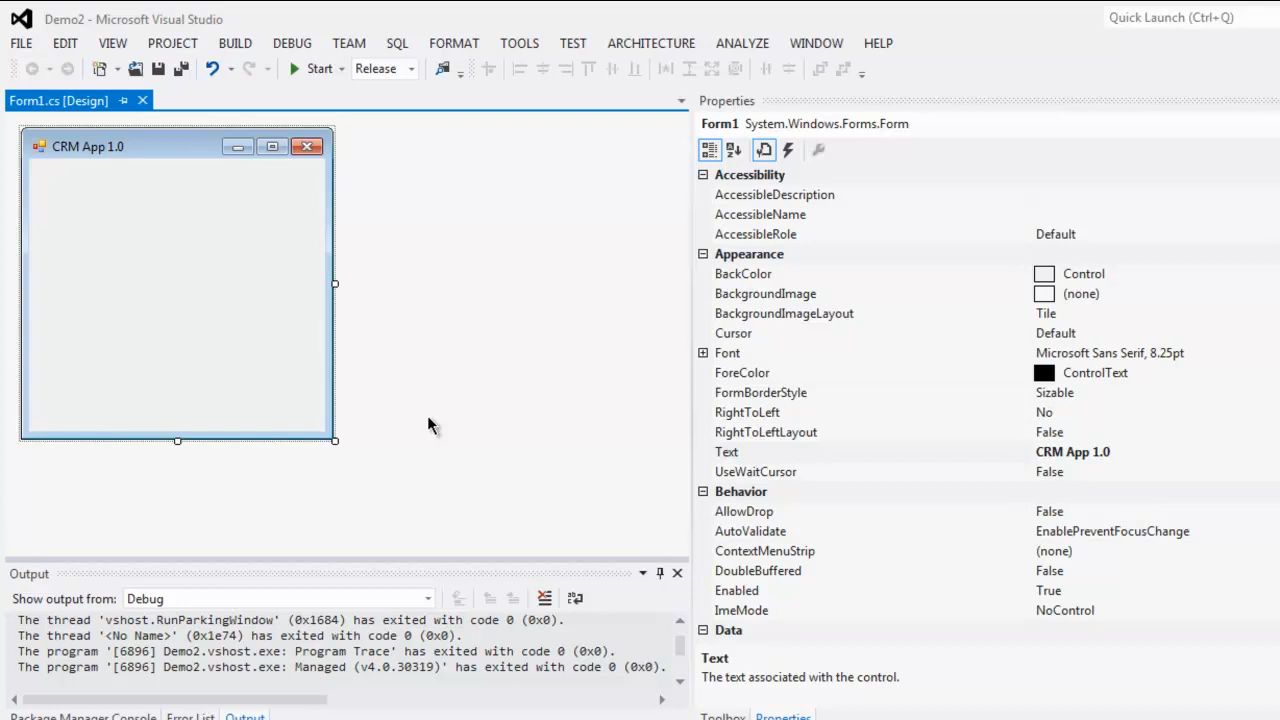 Demo2 - Microsoft Visual Studio
Quick Launch (Ctrl+Q)
FILE EDIT VIEW PROJECT BUILD DEBUG TEAM SQL FORMAT TOOLS TEST ARCHITECTURE ANALYZE WINDOW HELP
Start Release
Form1.cs [Design]
CRM App 1.0
Properties
Form1 System.Windows.Forms.Form
Accessibility
AccessibleDescription
AccessibleName
AccessibleRole Default
Appearance
BackColor Control
BackgroundImage (none)
BackgroundImageLayout Tile
Cursor Default
Font Microsoft Sans Serif, 8.25pt
ForeColor ControlText
FormBorderStyle Sizable
RightToLeft No
RightToLeftLayout False
Text CRM App 1.0
UseWaitCursor False
Behavior
AllowDrop False
AutoValidate EnablePreventFocusChange
ContextMenuStrip (none)
DoubleBuffered False
Enabled True
ImeMode NoControl
Data
Text
The text associated with the control.
Toolbox Properties
Output
Show output from: Debug
The thread 'vshost.RunParkingWindow' (0x1684) has exited with code 0 (0x0).
The thread '<No Name>' (0x1e74) has exited with code 0 (0x0).
The program '[6896] Demo2.vshost.exe: Program Trace' has exited with code 0 (0x0).
The program '[6896] Demo2.vshost.exe: Managed (v4.0.30319)' has exited with code 0 (0x0).
Package Manager Console Error List Output